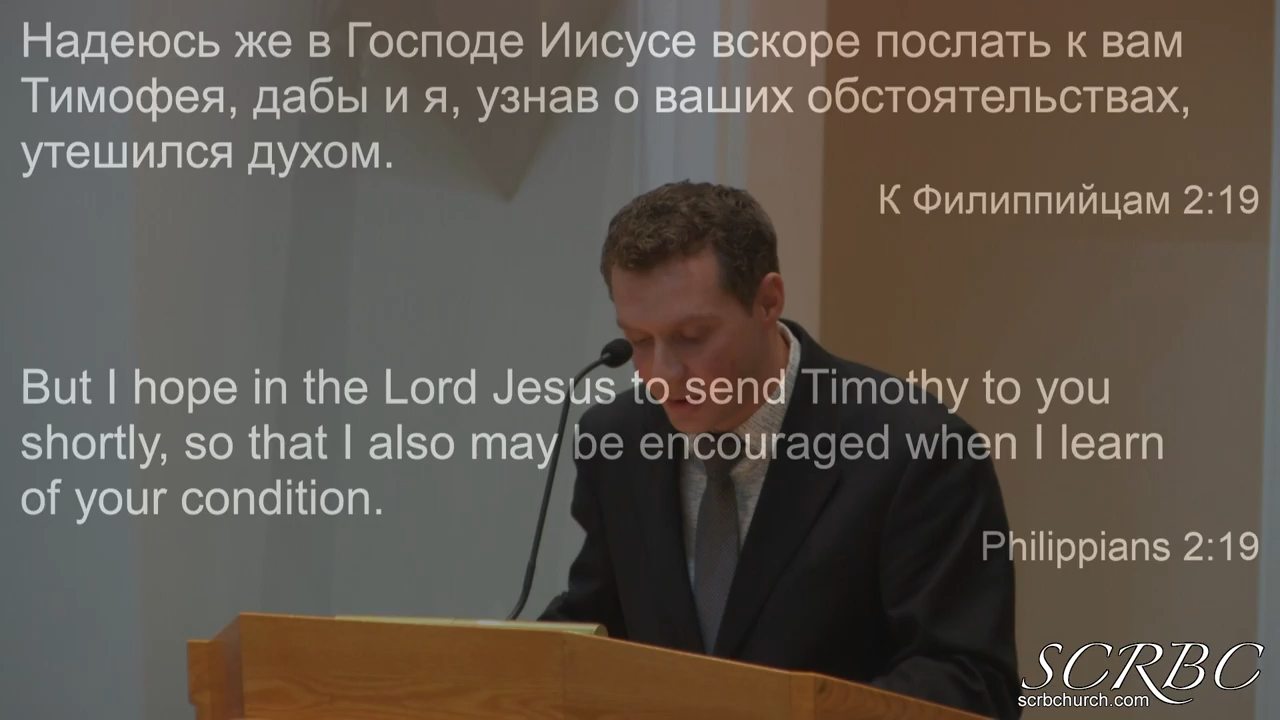 Надеюсь же в Господе Иисусе вскоре послать к вам
Тимофея, дабы и я, узнав о ваших обстоятельствах,
утешился духом.
К Филиппийцам 2:19
But I hope in the Lord Jesus to send Timothy to you
shortly, so that I also may be encouraged when I learn
of your condition.
Philippians 2:19
SCRBC
scrbchurch.com